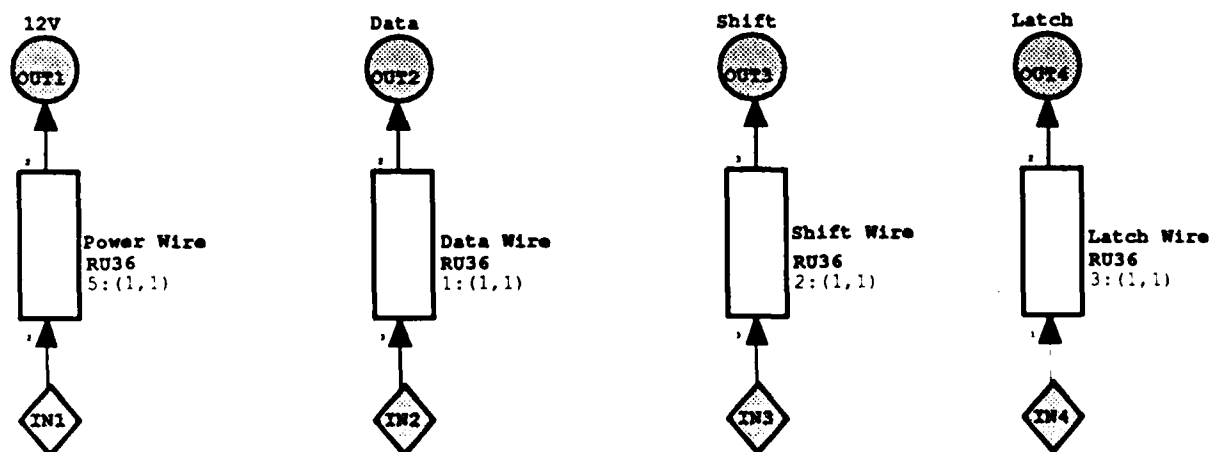 12V Data Shift Latch
OUT1 OUT2 OUT3 OUT4
Power Wire
RU36
5:(1,1)
Data Wire
RU36
1:(1,1)
Shift Wire
RU36
2:(1,1)
Latch Wire
RU36
3:(1,1)
IN1 IN2 IN3 IN4